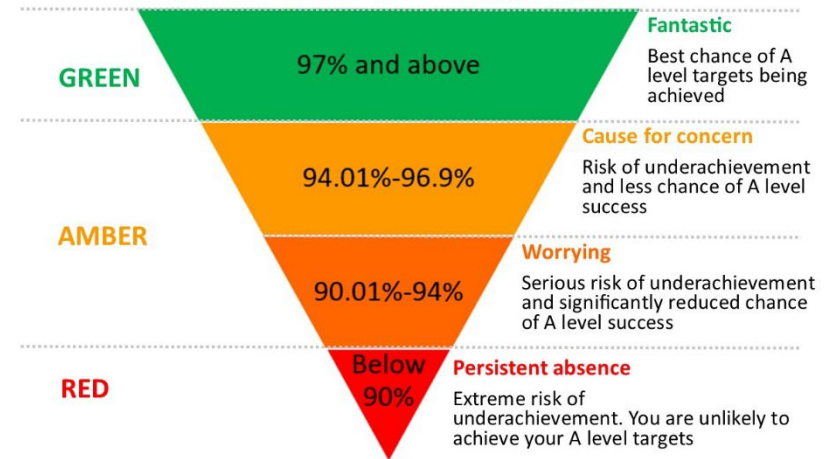 GREEN
97% and above
Fantastic
Best chance of A
level targets being
achieved
AMBER
94.01%-96.9%
Cause for concern
Risk of underachievement
and less chance of A level
success
90.01%-94%
Worrying
Serious risk of underachievement
and significantly reduced chance
of A level success
RED
Below
90%
Persistent absence
Extreme risk of
underachievement. You are unlikely to
achieve your A level targets